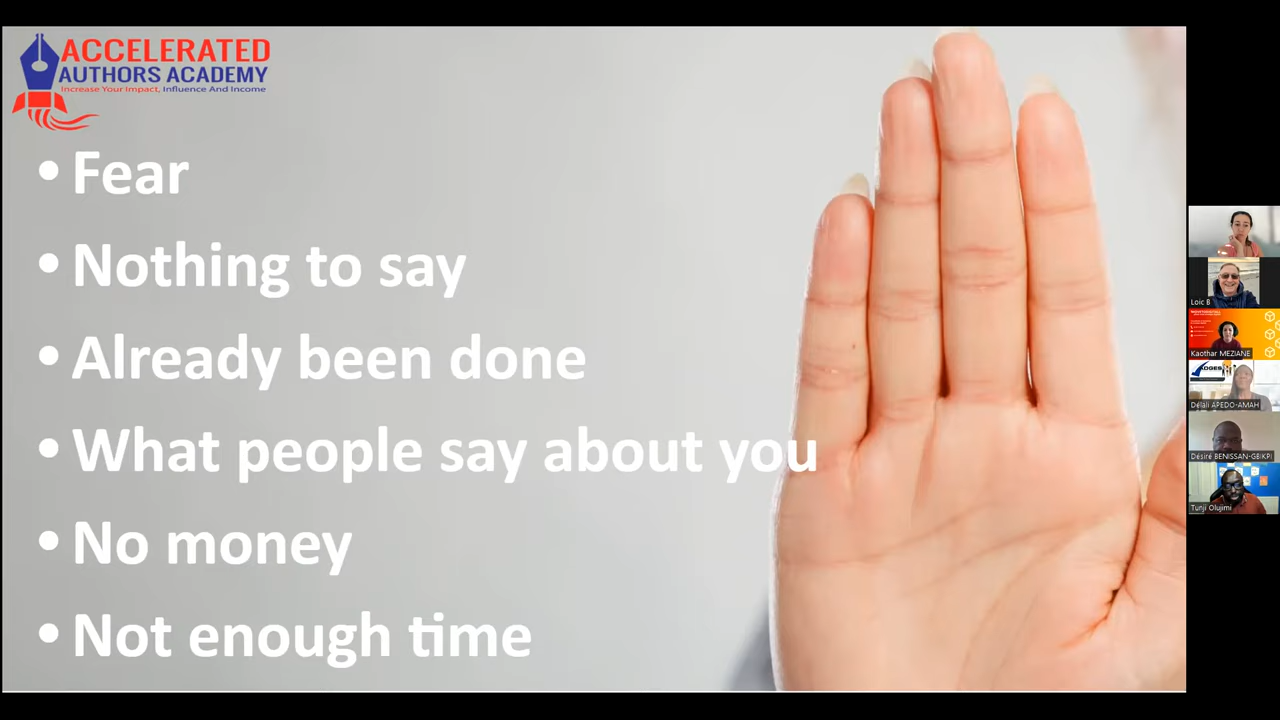 ACCELERATED
AUTHORS ACADEMY
Increase Your Impact, Influence And Income
• Fear
• Nothing to say
• Already been done
• What people say about you
• No money
• Not enough time
Loic B
Kaothar MEZIANE
Délali APEDO-AMAH
Désiré BENISSAN-GBIKPI
Tunji Olujimi